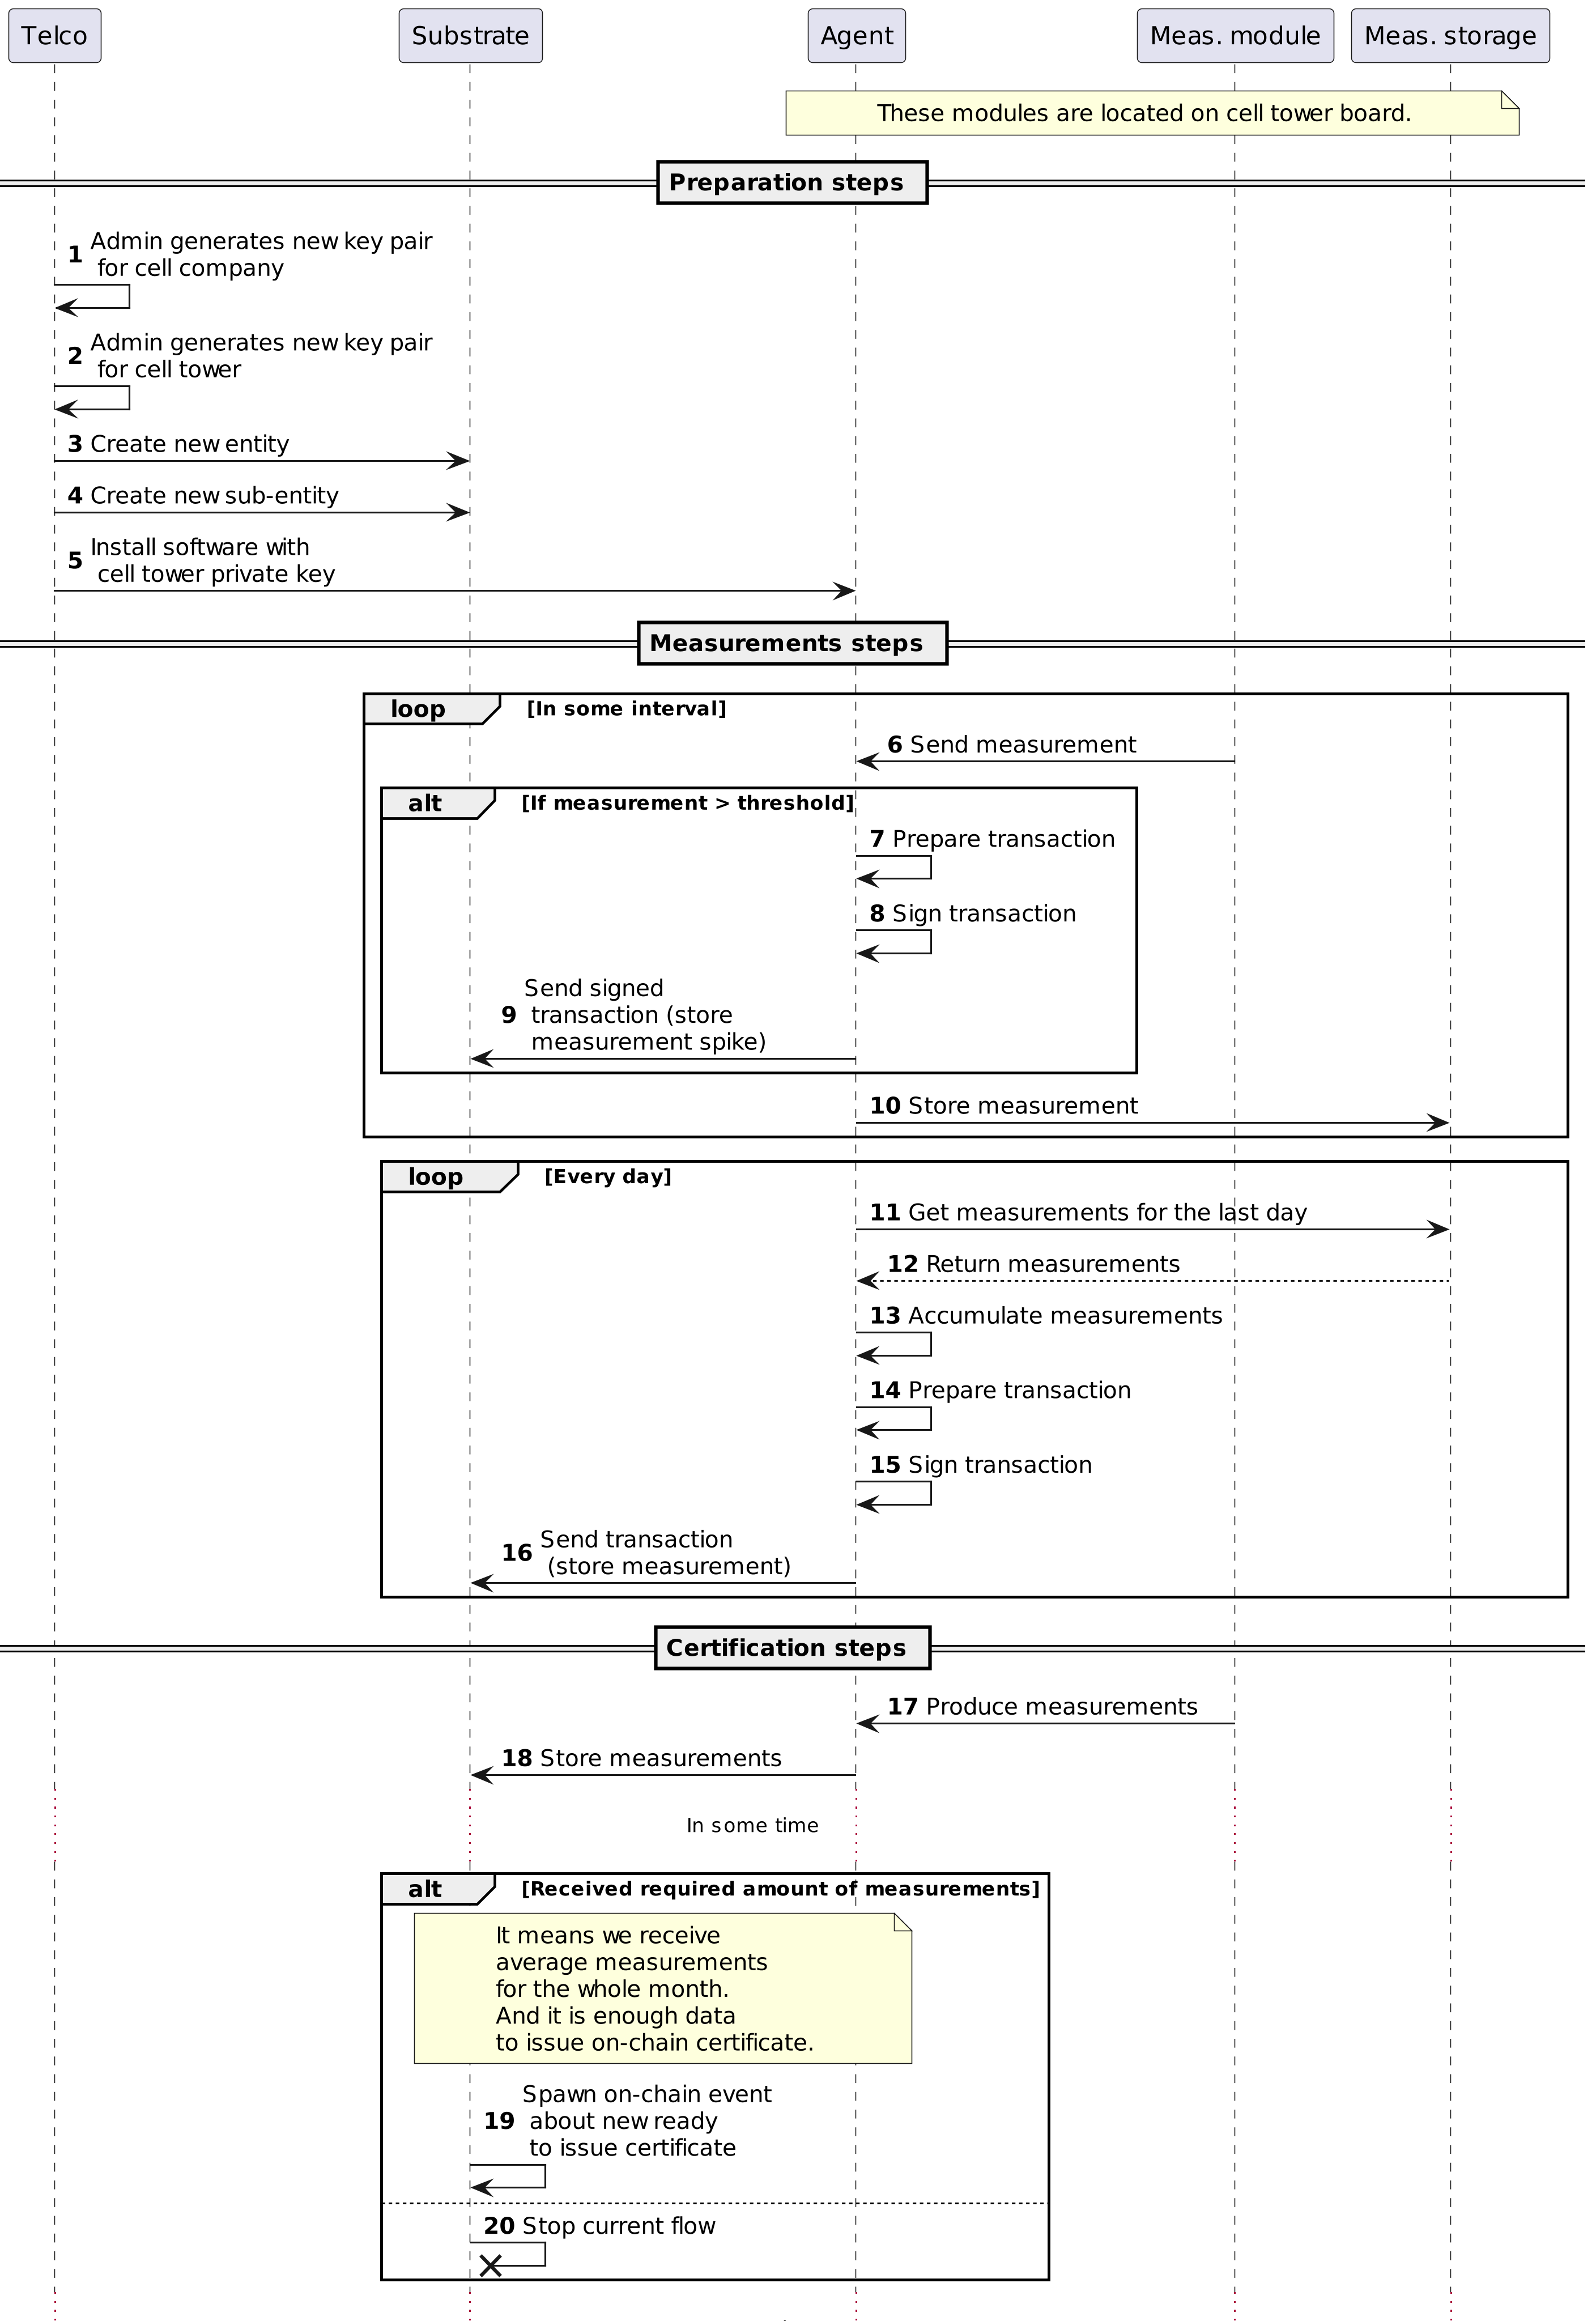 Telco
Substrate
Agent
Meas. module
Meas. storage
These modules are located on cell tower board.
Preparation steps
1 Admin generates new key pair
for cell company
2 Admin generates new key pair
for cell tower
3 Create new entity
4 Create new sub-entity
5 Install software with
cell tower private key
Measurements steps
loop [In some interval]
6 Send measurement
alt [If measurement > threshold]
7 Prepare transaction
8 Sign transaction
Send signed
9 transaction (store
measurement spike)
10 Store measurement
loop [Every day]
11 Get measurements for the last day
12 Return measurements
13 Accumulate measurements
14 Prepare transaction
15 Sign transaction
16 Send transaction
(store measurement)
Certification steps
17 Produce measurements
18 Store measurements
In some time
alt [Received required amount of measurements]
It means we receive
average measurements
for the whole month.
And it is enough data
to issue on-chain certificate.
Spawn on-chain event
19 about new ready
to issue certificate
20 Stop current flow